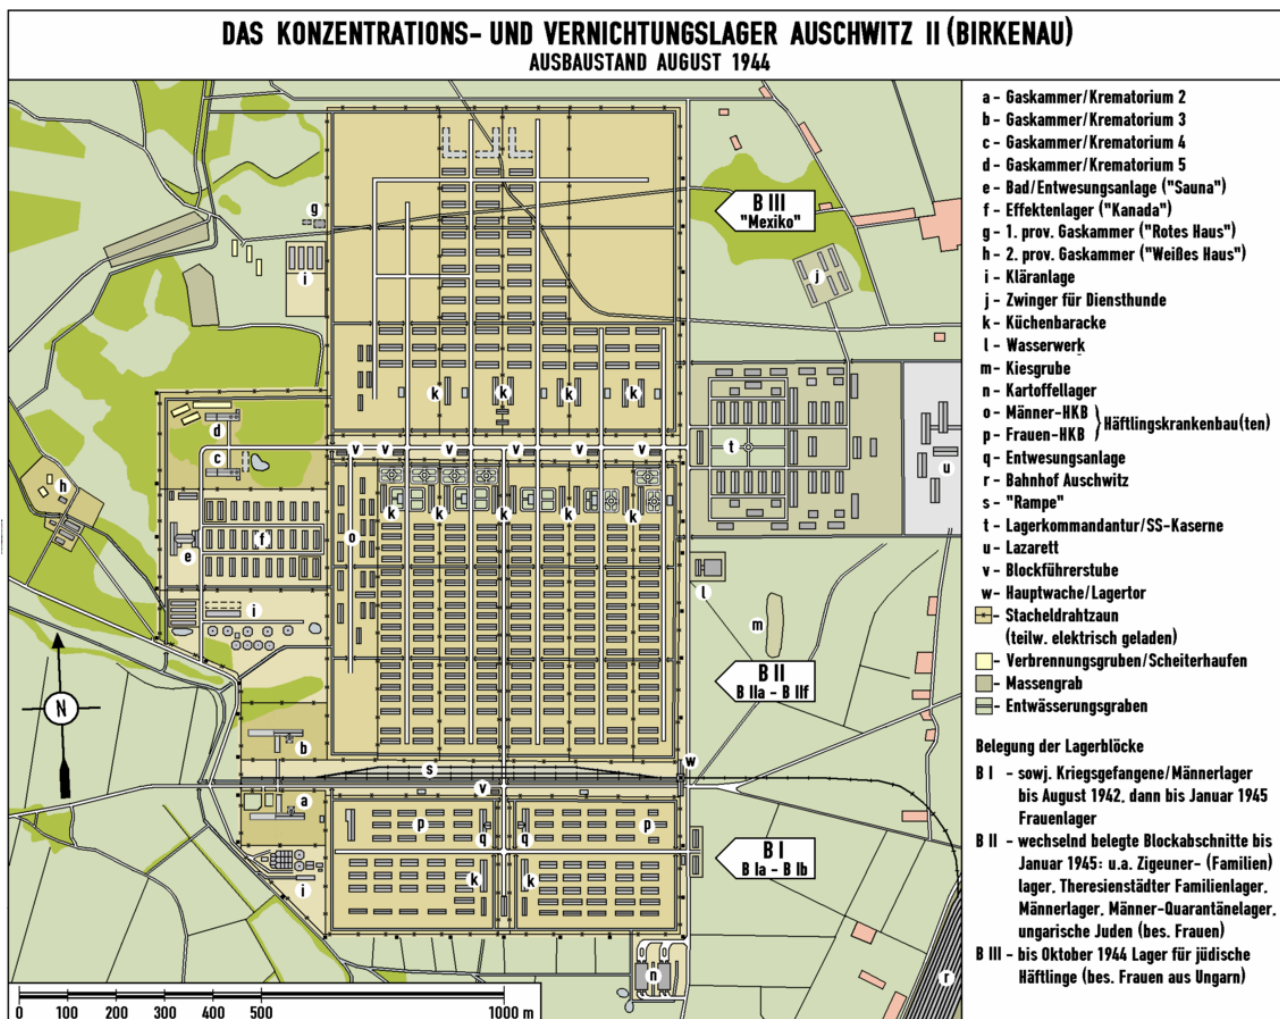 DAS KONZENTRATIONS- UND VERNICHTUNGSLAGER AUSCHWITZ II (BIRKENAU)
AUSBAUSTAND AUGUST 1944
a - Gaskammer/Krematorium 2
b - Gaskammer/Krematorium 3
c - Gaskammer/Krematorium 4
d - Gaskammer/Krematorium 5
e - Bad/Entwesungsanlage ("Sauna")
f - Effektenlager ("Kanada")
g - 1. prov. Gaskammer ("Rotes Haus")
h - 2. prov. Gaskammer ("Weißes Haus")
i - Kläranlage
j - Zwinger für Diensthunde
k - Küchenbaracke
l - Wasserwerk
m - Kiesgrube
n - Kartoffellager
o - Männer-HKB
p - Frauen-HKB
Häftlingskrankenbau(ten)
q - Entwesungsanlage
r - Bahnhof Auschwitz
s - "Rampe"
t - Lagerkommandantur/SS-Kaserne
u - Lazarett
v - Blockführerstube
w - Hauptwache/Lagertor
- Stacheldrahtzaun
(teilw. elektrisch geladen)
- Verbrennungsgruben/Scheiterhaufen
- Massengrab
- Entwässerungsgraben
Belegung der Lagerblöcke
B I - sowj. Kriegsgefangene/Männerlager
bis August 1942, dann bis Januar 1945
Frauenlager
B II - wechselnd belegte Blockabschnitte bis
Januar 1945: u.a. Zigeuner- (Familien)
lager, Theresienstädter Familienlager,
Männerlager, Männer-Quarantänelager,
ungarische Juden (bes. Frauen)
B III - bis Oktober 1944 Lager für jüdische
Häftlinge (bes. Frauen aus Ungarn)
B III
"Mexiko"
g
i
j
k k k k
d
v v v v v
t
c
u
h
k k k k k
e f o
l
i
m
B II
B IIa - B IIf
N
b
s
w
v
a
p q q p
B I
B Ia - B Ib
i
k k
n
r
0 100 200 300 400 500 1000 m